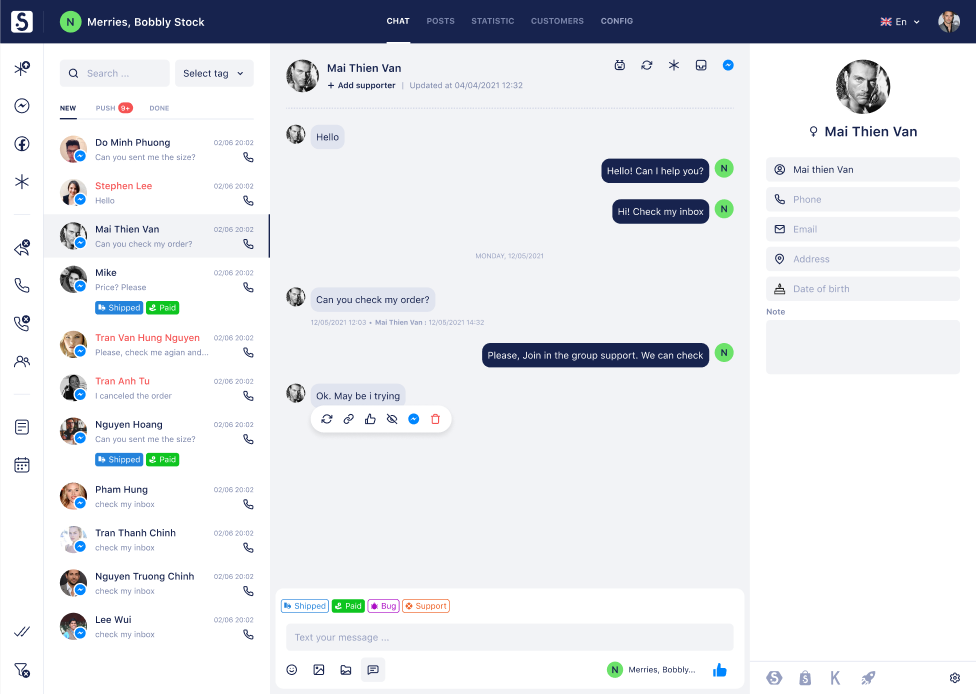 S
N Merries, Bobbly Stock
CHAT POSTS STATISTIC CUSTOMERS CONFIG
En
Search ...
Select tag
NEW PUSH 9+ DONE
Do Minh Phuong 02/06 20:02
Can you sent me the size?
Stephen Lee 02/06 20:02
Hello
Mai Thien Van 02/06 20:02
Can you check my order?
Mike 02/06 20:02
Price? Please
Shipped Paid
Tran Van Hung Nguyen 02/06 20:02
Please, check me agian and...
Tran Anh Tu 02/06 20:02
I canceled the order
Nguyen Hoang 02/06 20:02
Can you sent me the size?
Shipped Paid
Pham Hung 02/06 20:02
check my inbox
Tran Thanh Chinh 02/06 20:02
check my inbox
Nguyen Truong Chinh 02/06 20:02
check my inbox
Lee Wui 02/06 20:02
check my inbox
Mai Thien Van
+ Add supporter | Updated at 04/04/2021 12:32
Hello
Hello! Can I help you? N
Hi! Check my inbox N
MONDAY, 12/05/2021
Can you check my order?
12/05/2021 12:03 • Mai Thien Van : 12/05/2021 14:32
Please, Join in the group support. We can check N
Ok. May be i trying
Shipped Paid Bug Support
Text your message ...
N Merries, Bobbly...
Mai Thien Van
Mai thien Van
Phone
Email
Address
Date of birth
Note
S S K